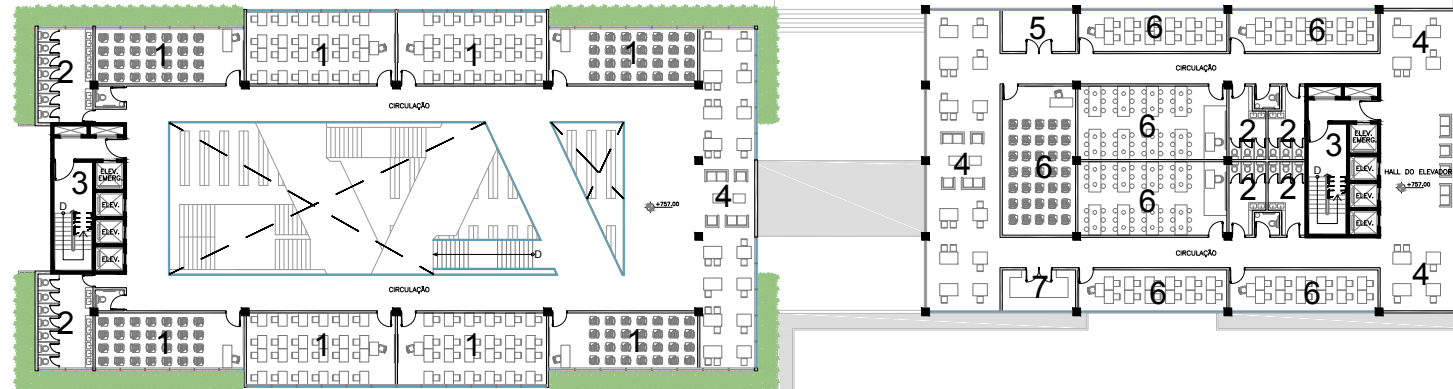 1 1 1 1
2
CIRCULAÇÃO
3
ELEV.
EMERG.
ELEV.
ELEV.
ELEV.
D
4
+757,00
D
CIRCULAÇÃO
2
1 1 1 1
5 6 6
4
CIRCULAÇÃO
4
6
6
6
2 2
2 2
3
D
ELEV.
EMERG.
ELEV.
ELEV.
ELEV.
HALL DO ELEVADOR
+757,00
CIRCULAÇÃO
7 6 6
4